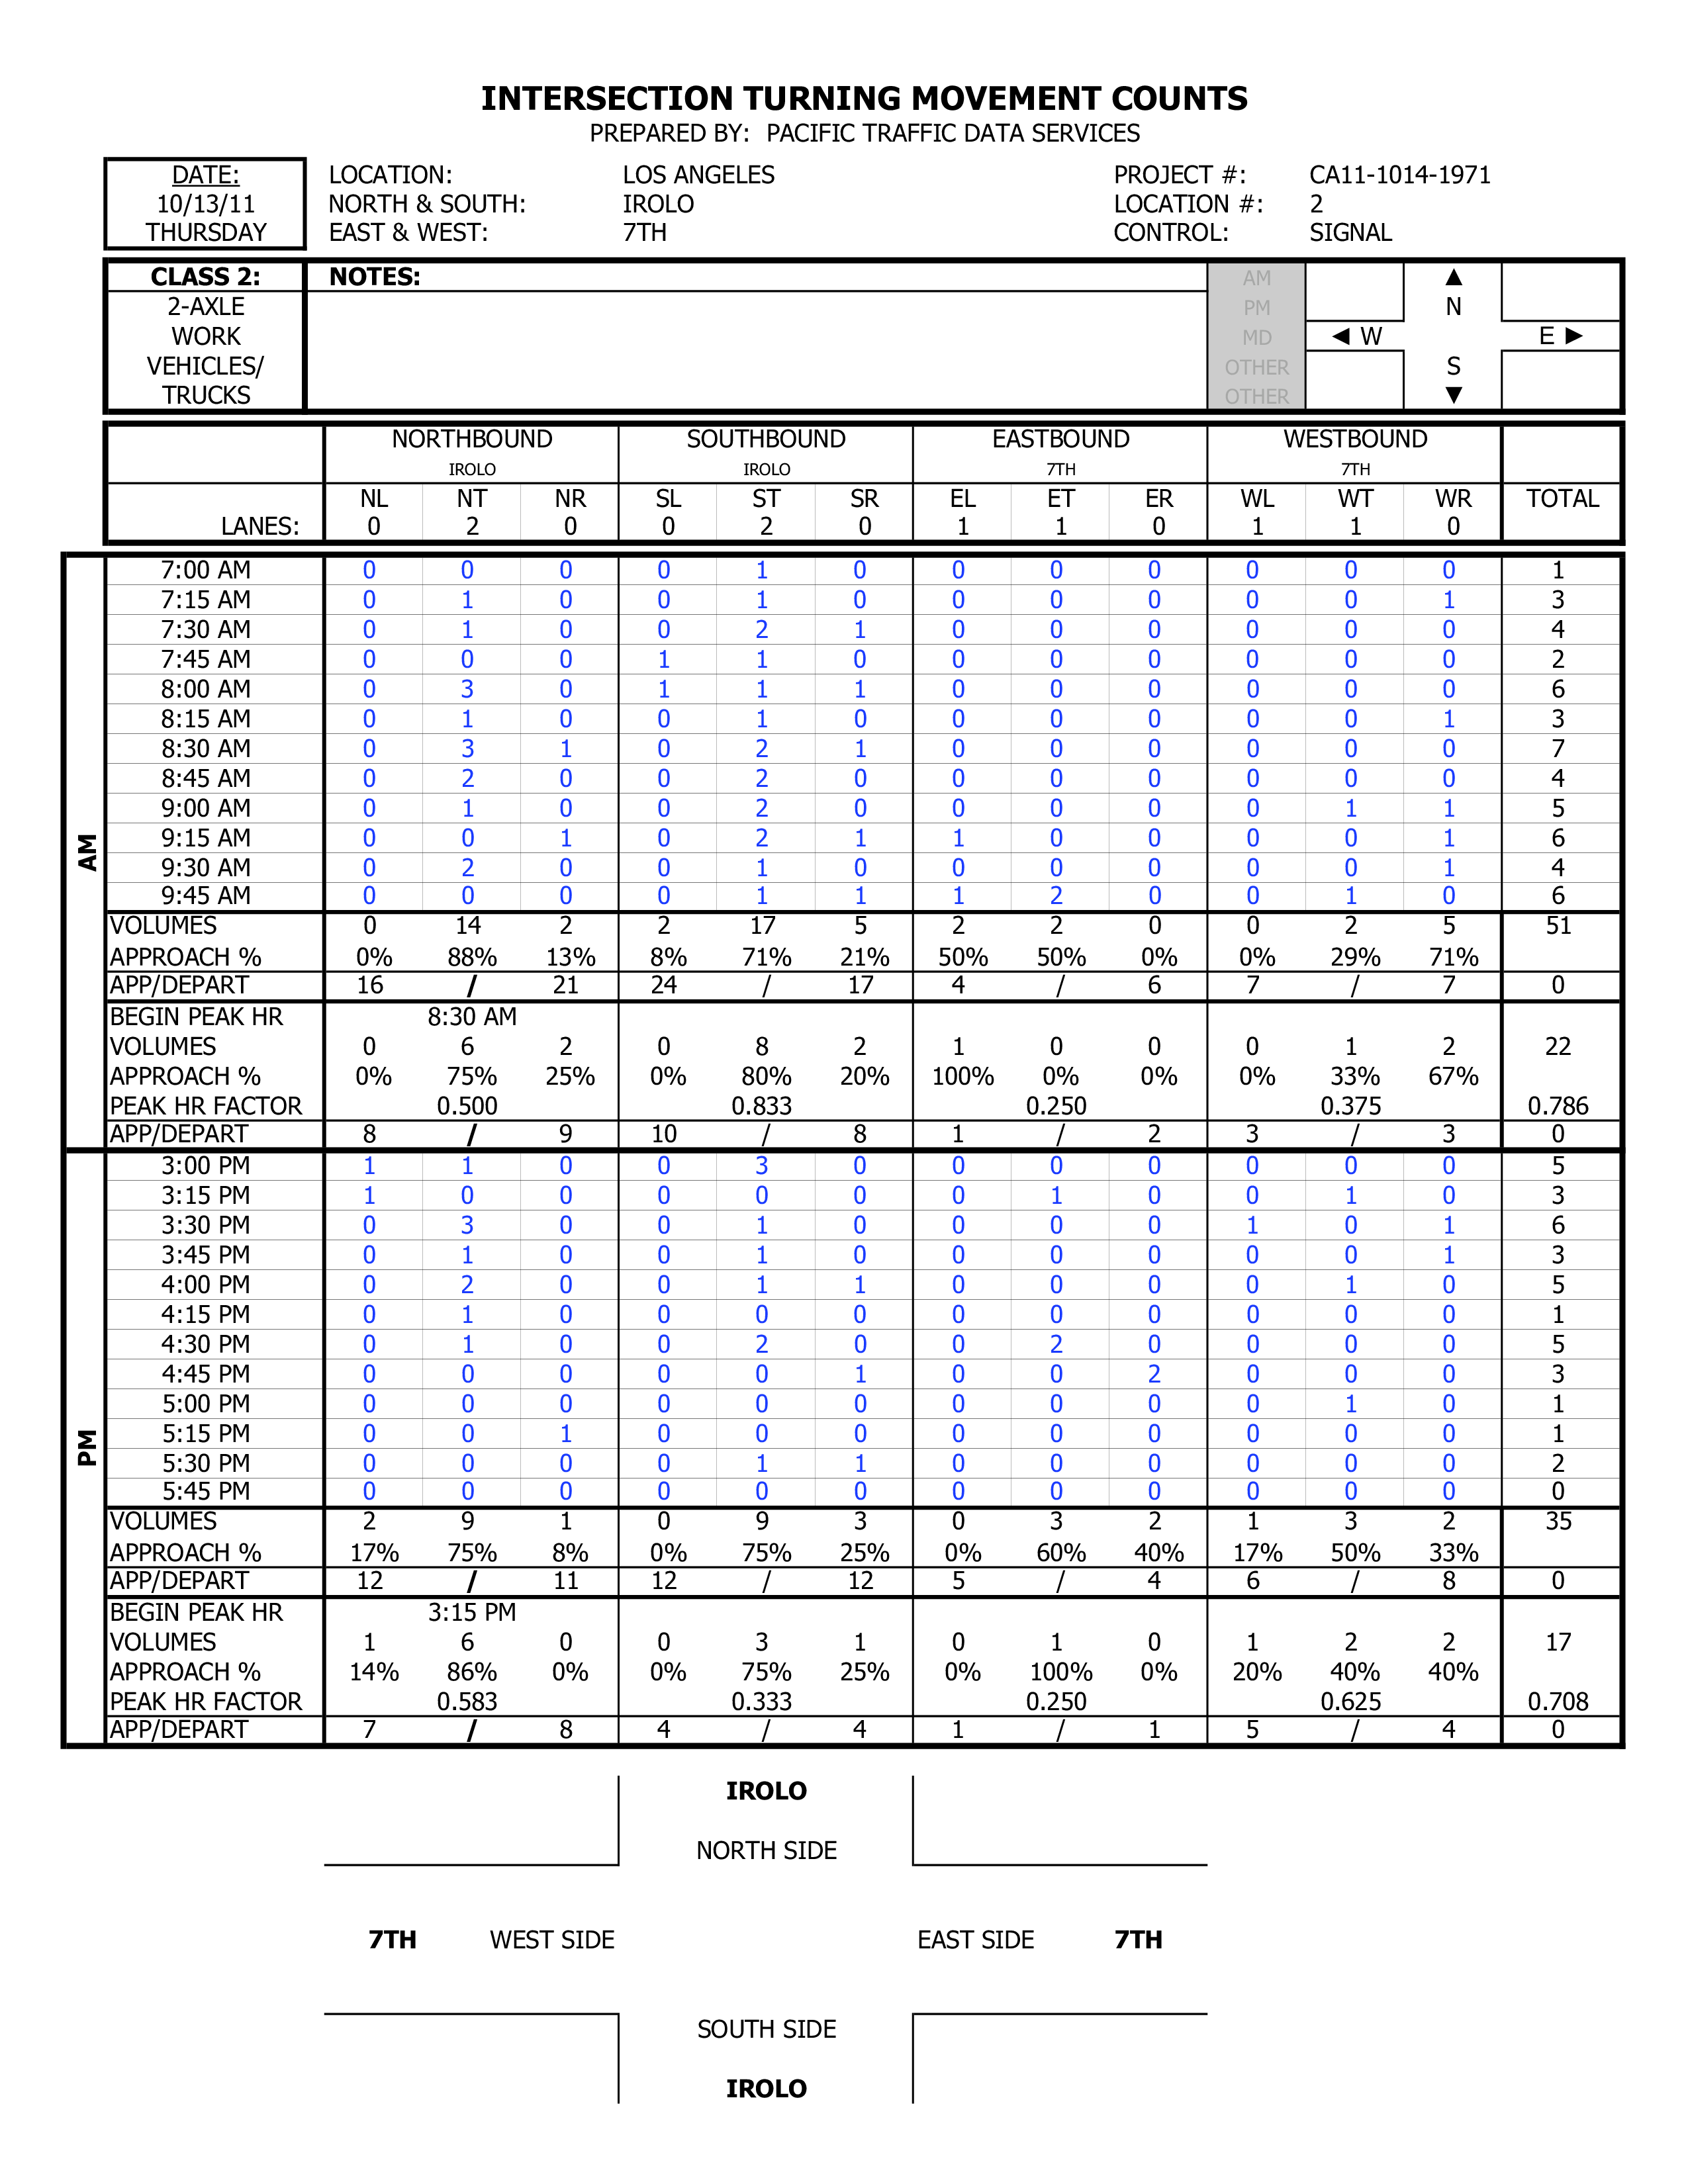 INTERSECTION TURNING MOVEMENT COUNTS
PREPARED BY: PACIFIC TRAFFIC DATA SERVICES
DATE: LOCATION: LOS ANGELES PROJECT #: CA11-1014-1971
10/13/11 NORTH & SOUTH: IROLO LOCATION #: 2
THURSDAY EAST & WEST: 7TH CONTROL: SIGNAL
CLASS 2: NOTES: AM ▲
2-AXLE PM N
WORK MD ◄ W E ►
VEHICLES/ OTHER S
TRUCKS OTHER ▼
NORTHBOUND SOUTHBOUND EASTBOUND WESTBOUND
IROLO IROLO 7TH 7TH
NL NT NR SL ST SR EL ET ER WL WT WR TOTAL
LANES: 0 2 0 0 2 0 1 1 0 1 1 0
AM
7:00 AM 0 0 0 0 1 0 0 0 0 0 0 0 1
7:15 AM 0 1 0 0 1 0 0 0 0 0 0 1 3
7:30 AM 0 1 0 0 2 1 0 0 0 0 0 0 4
7:45 AM 0 0 0 1 1 0 0 0 0 0 0 0 2
8:00 AM 0 3 0 1 1 1 0 0 0 0 0 0 6
8:15 AM 0 1 0 0 1 0 0 0 0 0 0 1 3
8:30 AM 0 3 1 0 2 1 0 0 0 0 0 0 7
8:45 AM 0 2 0 0 2 0 0 0 0 0 0 0 4
9:00 AM 0 1 0 0 2 0 0 0 0 0 1 1 5
9:15 AM 0 0 1 0 2 1 1 0 0 0 0 1 6
9:30 AM 0 2 0 0 1 0 0 0 0 0 0 1 4
9:45 AM 0 0 0 0 1 1 1 2 0 0 1 0 6
VOLUMES 0 14 2 2 17 5 2 2 0 0 2 5 51
APPROACH % 0% 88% 13% 8% 71% 21% 50% 50% 0% 0% 29% 71%
APP/DEPART 16 / 21 24 / 17 4 / 6 7 / 7 0
BEGIN PEAK HR 8:30 AM
VOLUMES 0 6 2 0 8 2 1 0 0 0 1 2 22
APPROACH % 0% 75% 25% 0% 80% 20% 100% 0% 0% 0% 33% 67%
PEAK HR FACTOR 0.500 0.833 0.250 0.375 0.786
APP/DEPART 8 / 9 10 / 8 1 / 2 3 / 3 0
PM
3:00 PM 1 1 0 0 3 0 0 0 0 0 0 0 5
3:15 PM 1 0 0 0 0 0 0 1 0 0 1 0 3
3:30 PM 0 3 0 0 1 0 0 0 0 1 0 1 6
3:45 PM 0 1 0 0 1 0 0 0 0 0 0 1 3
4:00 PM 0 2 0 0 1 1 0 0 0 0 1 0 5
4:15 PM 0 1 0 0 0 0 0 0 0 0 0 0 1
4:30 PM 0 1 0 0 2 0 0 2 0 0 0 0 5
4:45 PM 0 0 0 0 0 1 0 0 2 0 0 0 3
5:00 PM 0 0 0 0 0 0 0 0 0 0 1 0 1
5:15 PM 0 0 1 0 0 0 0 0 0 0 0 0 1
5:30 PM 0 0 0 0 1 1 0 0 0 0 0 0 2
5:45 PM 0 0 0 0 0 0 0 0 0 0 0 0 0
VOLUMES 2 9 1 0 9 3 0 3 2 1 3 2 35
APPROACH % 17% 75% 8% 0% 75% 25% 0% 60% 40% 17% 50% 33%
APP/DEPART 12 / 11 12 / 12 5 / 4 6 / 8 0
BEGIN PEAK HR 3:15 PM
VOLUMES 1 6 0 0 3 1 0 1 0 1 2 2 17
APPROACH % 14% 86% 0% 0% 75% 25% 0% 100% 0% 20% 40% 40%
PEAK HR FACTOR 0.583 0.333 0.250 0.625 0.708
APP/DEPART 7 / 8 4 / 4 1 / 1 5 / 4 0
IROLO
NORTH SIDE
7TH WEST SIDE EAST SIDE 7TH
SOUTH SIDE
IROLO